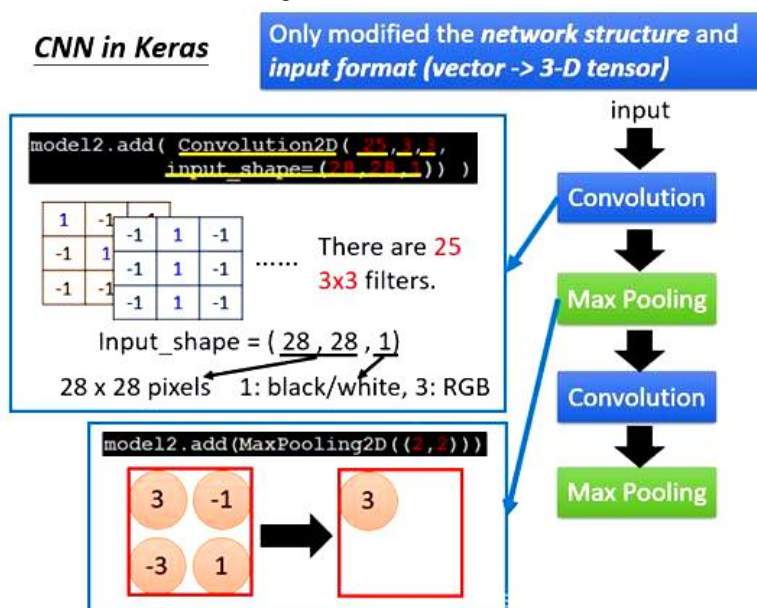 CNN in Keras
Only modified the network structure and
input format (vector -> 3-D tensor)
input
Convolution
Max Pooling
Convolution
Max Pooling
model2.add( Convolution2D( 25,3,3,
input_shape=(28,28,1)) )
1 -1 -1
-1 1
-1 -1
-1 1 -1
-1 1 -1
-1 1 -1
……
There are 25
3x3 filters.
Input_shape = ( 28 , 28 , 1)
28 x 28 pixels 1: black/white, 3: RGB
model2.add(MaxPooling2D((2,2)))
3 -1
-3 1
3